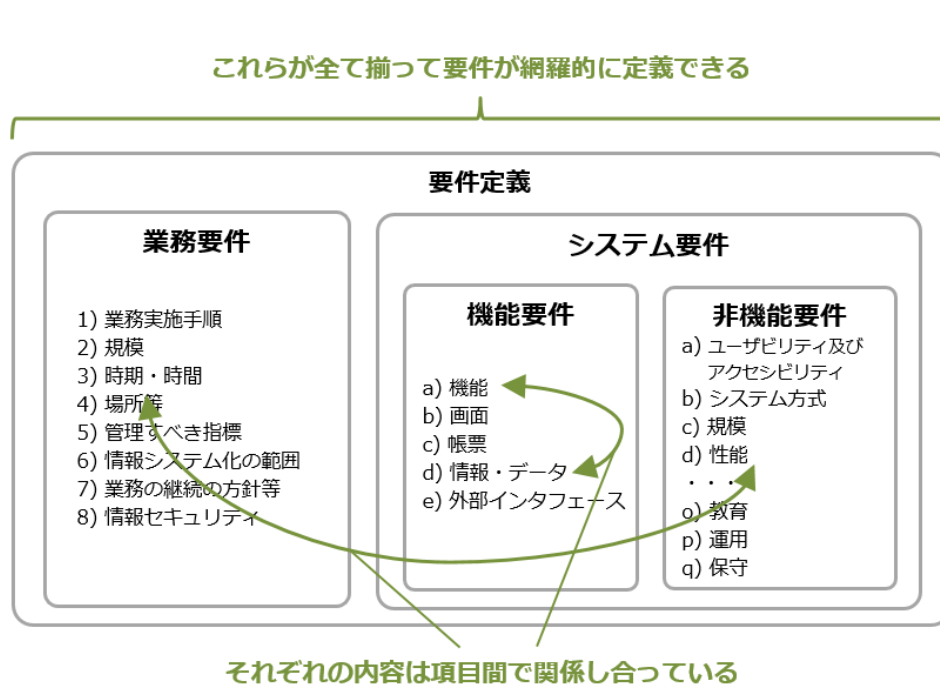 これらが全て揃って要件が網羅的に定義できる
要件定義
業務要件
1) 業務実施手順
2) 規模
3) 時期・時間
4) 場所等
5) 管理すべき指標
6) 情報システム化の範囲
7) 業務の継続の方針等
8) 情報セキュリティ
システム要件
機能要件
a) 機能
b) 画面
c) 帳票
d) 情報・データ
e) 外部インタフェース
非機能要件
a) ユーザビリティ及び
アクセシビリティ
b) システム方式
c) 規模
d) 性能
・・・
o) 教育
p) 運用
q) 保守
それぞれの内容は項目間で関係し合っている